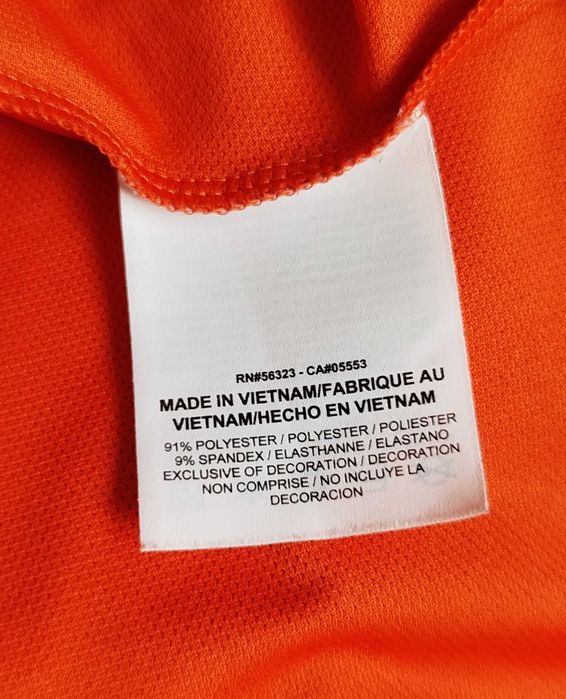 RN#56323 - CA#05553
MADE IN VIETNAM/FABRIQUE AU
VIETNAM/HECHO EN VIETNAM
91% POLYESTER / POLYESTER / POLIESTER
9% SPANDEX / ELASTHANNE / ELASTANO
EXCLUSIVE OF DECORATION / DECORATION
NON COMPRISE / NO INCLUYE LA
DECORACION